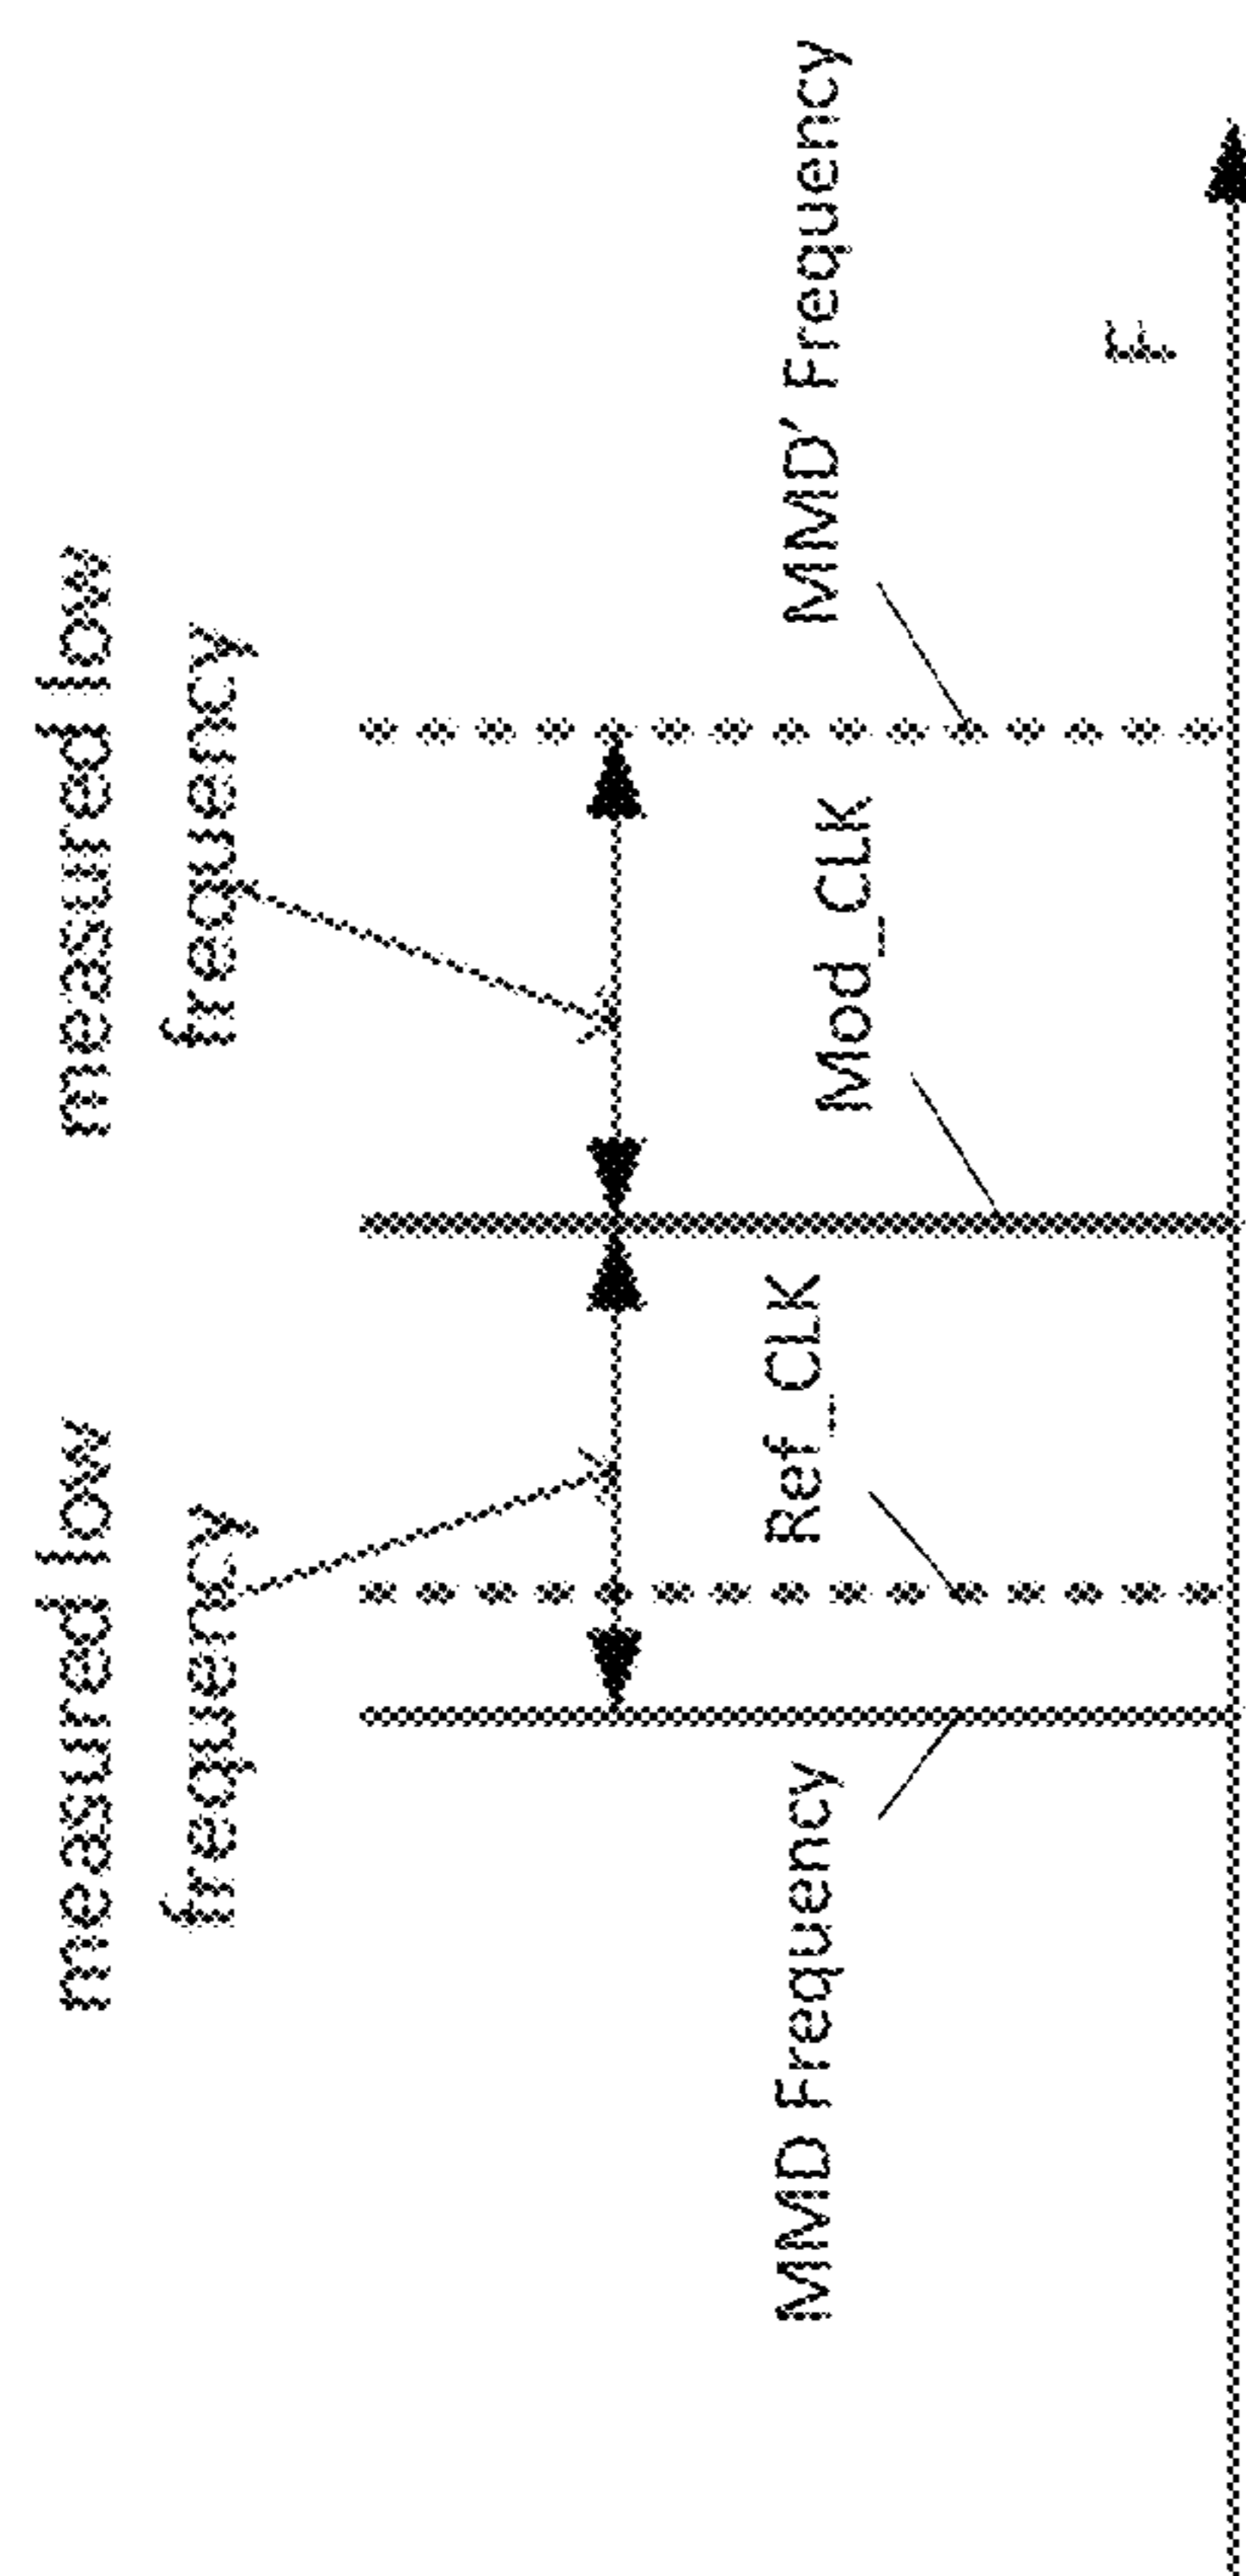 measured low
frequency
measured low
frequency
MMD Frequency
Ref_CLK
Mod_CLK
MMD' Frequency
F